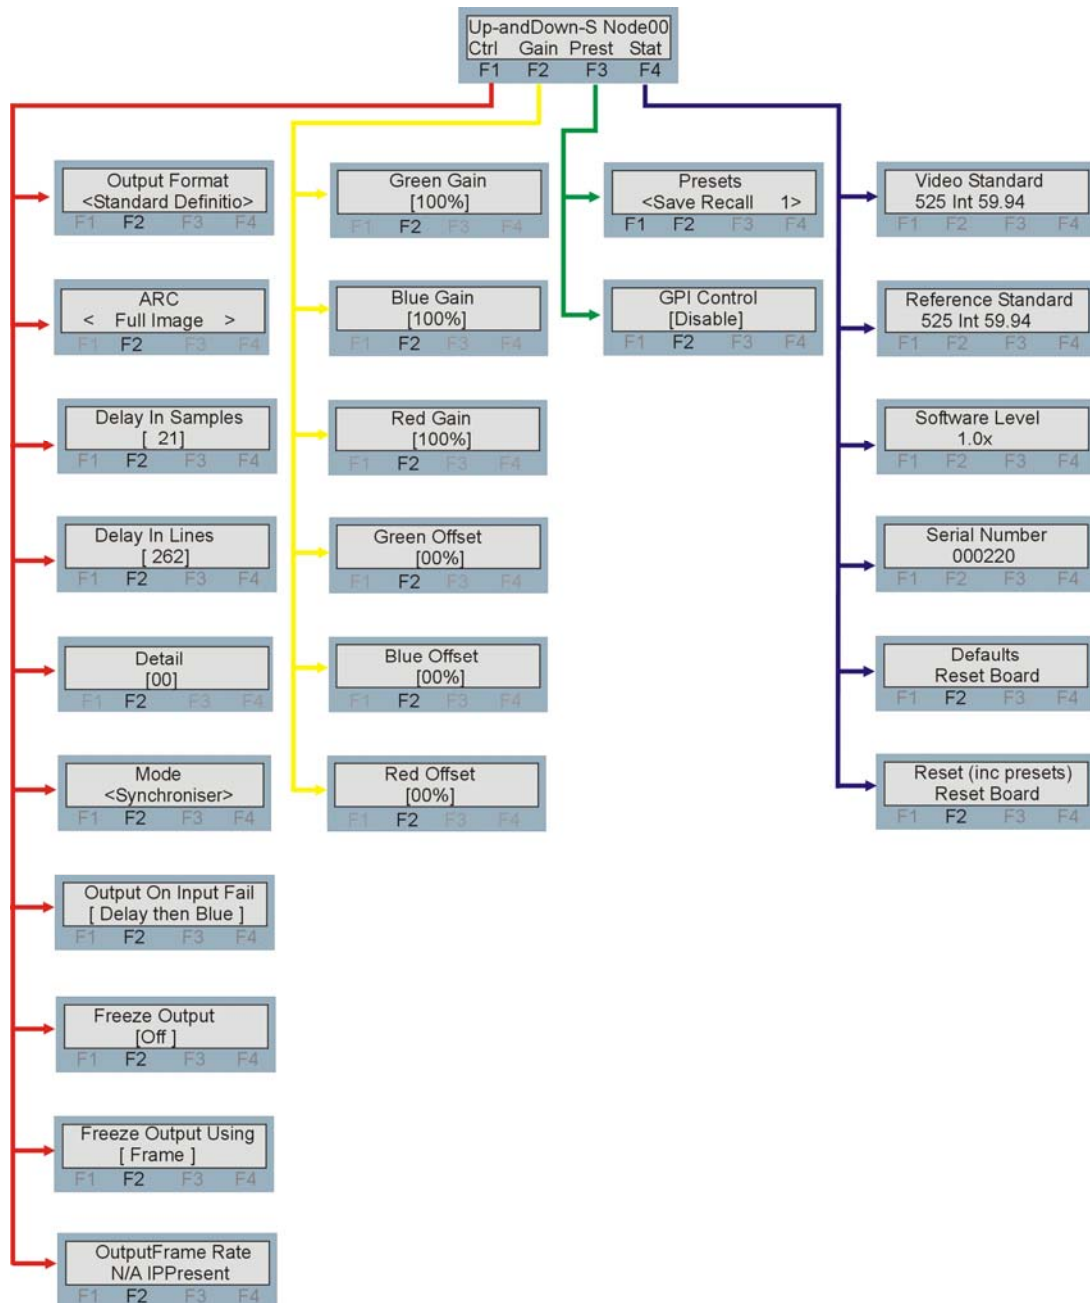 Up-andDown-S Node00
Ctrl Gain Prest Stat
F1 F2 F3 F4
Output Format
<Standard Definitio>
F1 F2 F3 F4
ARC
< Full Image >
F1 F2 F3 F4
Delay In Samples
[ 21]
F1 F2 F3 F4
Delay In Lines
[ 262]
F1 F2 F3 F4
Detail
[00]
F1 F2 F3 F4
Mode
<Synchroniser>
F1 F2 F3 F4
Output On Input Fail
[ Delay then Blue ]
F1 F2 F3 F4
Freeze Output
[Off ]
F1 F2 F3 F4
Freeze Output Using
[ Frame ]
F1 F2 F3 F4
OutputFrame Rate
N/A IPPresent
F1 F2 F3 F4
Green Gain
[100%]
F1 F2 F3 F4
Blue Gain
[100%]
F1 F2 F3 F4
Red Gain
[100%]
F1 F2 F3 F4
Green Offset
[00%]
F1 F2 F3 F4
Blue Offset
[00%]
F1 F2 F3 F4
Red Offset
[00%]
F1 F2 F3 F4
Presets
<Save Recall 1>
F1 F2 F3 F4
GPI Control
[Disable]
F1 F2 F3 F4
Video Standard
525 Int 59.94
F1 F2 F3 F4
Reference Standard
525 Int 59.94
F1 F2 F3 F4
Software Level
1.0x
F1 F2 F3 F4
Serial Number
000220
F1 F2 F3 F4
Defaults
Reset Board
F1 F2 F3 F4
Reset (inc presets)
Reset Board
F1 F2 F3 F4